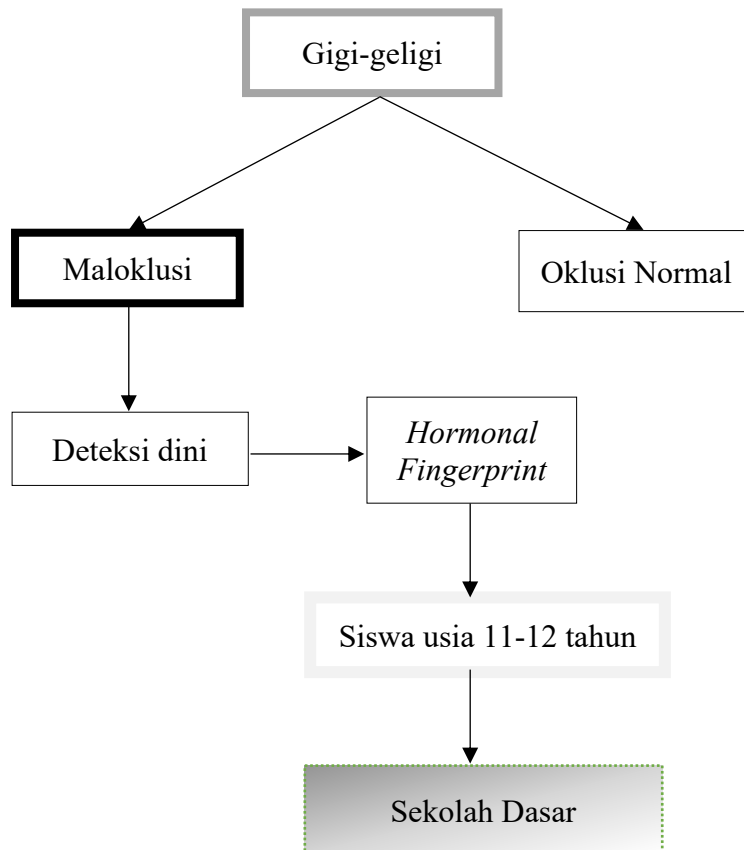 Gigi-geligi
Maloklusi
Oklusi Normal
Deteksi dini
Hormonal
Fingerprint
Siswa usia 11-12 tahun
Sekolah Dasar